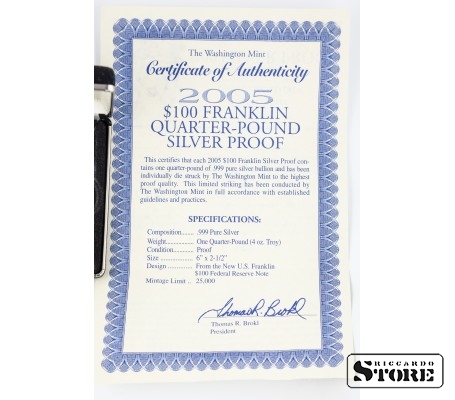 The Washington Mint
Certificate of Authenticity
2005
$100 FRANKLIN
QUARTER-POUND
SILVER PROOF
This certifies that each 2005 $100 Franklin Silver Proof con-
tains one quarter-pound of .999 pure silver bullion and has been
individually die struck by The Washington Mint to the highest
proof quality. This limited striking has been conducted by
The Washington Mint in full accordance with established
guidelines and practices.
SPECIFICATIONS:
Composition....... .999 Pure Silver
Weight............. One Quarter-Pound (4 oz. Troy)
Condition........... Proof
Size.................. 6" x 2-1/2"
Design ............. From the New U.S. Franklin
$100 Federal Reserve Note
Mintage Limit .. 25,000
Thomas R. Brokl
Thomas R. Brokl
President
RICCARDO
STORE